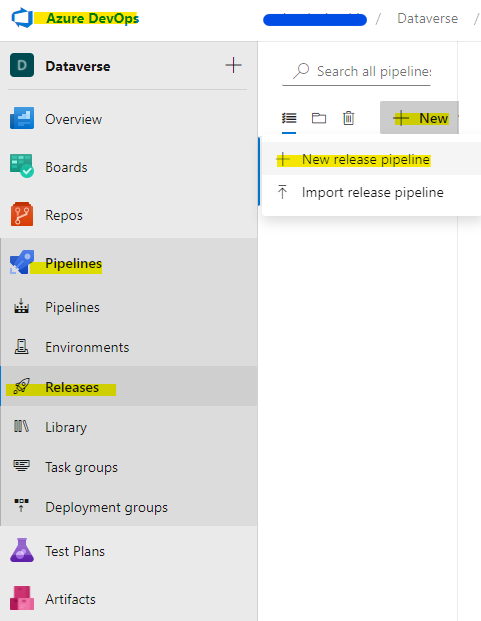 Azure DevOps
/ Dataverse /
D Dataverse
Search all pipelines
Overview
New
New release pipeline
Boards
Import release pipeline
Repos
Pipelines
Pipelines
Environments
Releases
Library
Task groups
Deployment groups
Test Plans
Artifacts